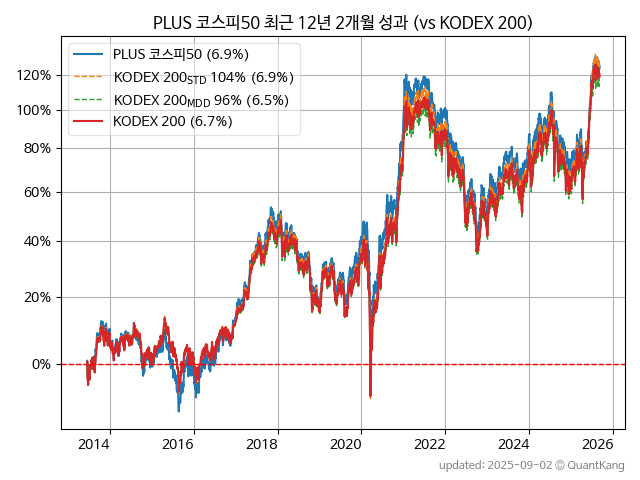 PLUS 코스피50 최근 12년 2개월 성과 (vs KODEX 200)
PLUS 코스피50 (6.9%)
KODEX 200STD 104% (6.9%)
KODEX 200MDD 96% (6.5%)
KODEX 200 (6.7%)
120%
100%
80%
60%
40%
20%
0%
2014 2016 2018 2020 2022 2024 2026
updated: 2025-09-02 © QuantKang